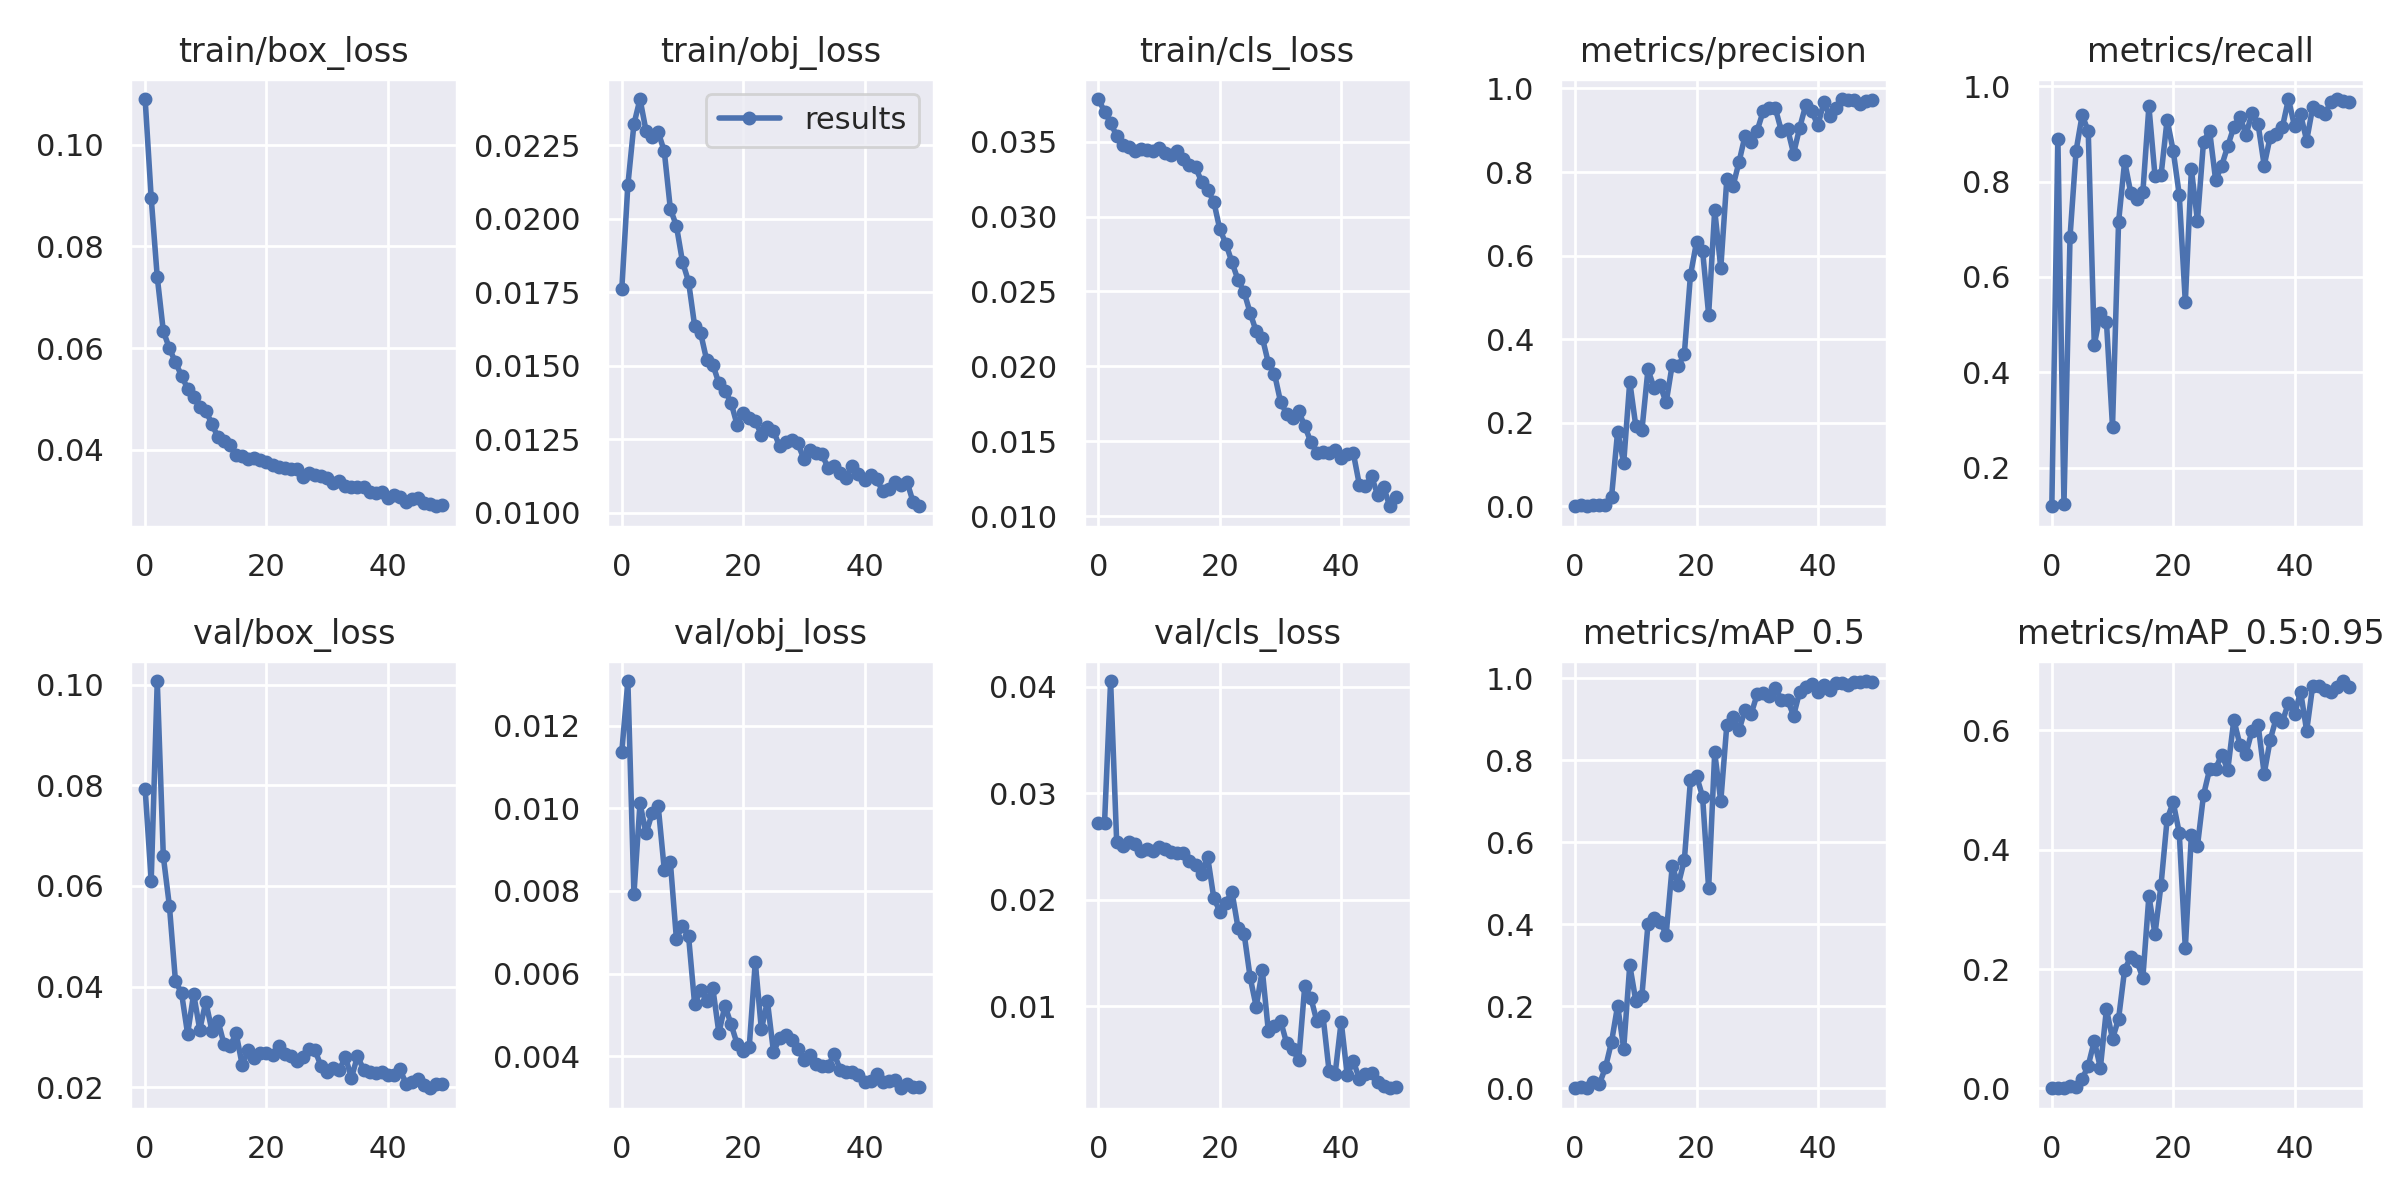 train/box_loss
0.10
0.08
0.06
0.04
0 20 40
train/obj_loss
results
0.0225
0.0200
0.0175
0.0150
0.0125
0.0100
0 20 40
train/cls_loss
0.035
0.030
0.025
0.020
0.015
0.010
0 20 40
metrics/precision
1.0
0.8
0.6
0.4
0.2
0.0
0 20 40
metrics/recall
1.0
0.8
0.6
0.4
0.2
0 20 40
val/box_loss
0.10
0.08
0.06
0.04
0.02
0 20 40
val/obj_loss
0.012
0.010
0.008
0.006
0.004
0 20 40
val/cls_loss
0.04
0.03
0.02
0.01
0 20 40
metrics/mAP_0.5
1.0
0.8
0.6
0.4
0.2
0.0
0 20 40
metrics/mAP_0.5:0.95
0.6
0.4
0.2
0.0
0 20 40